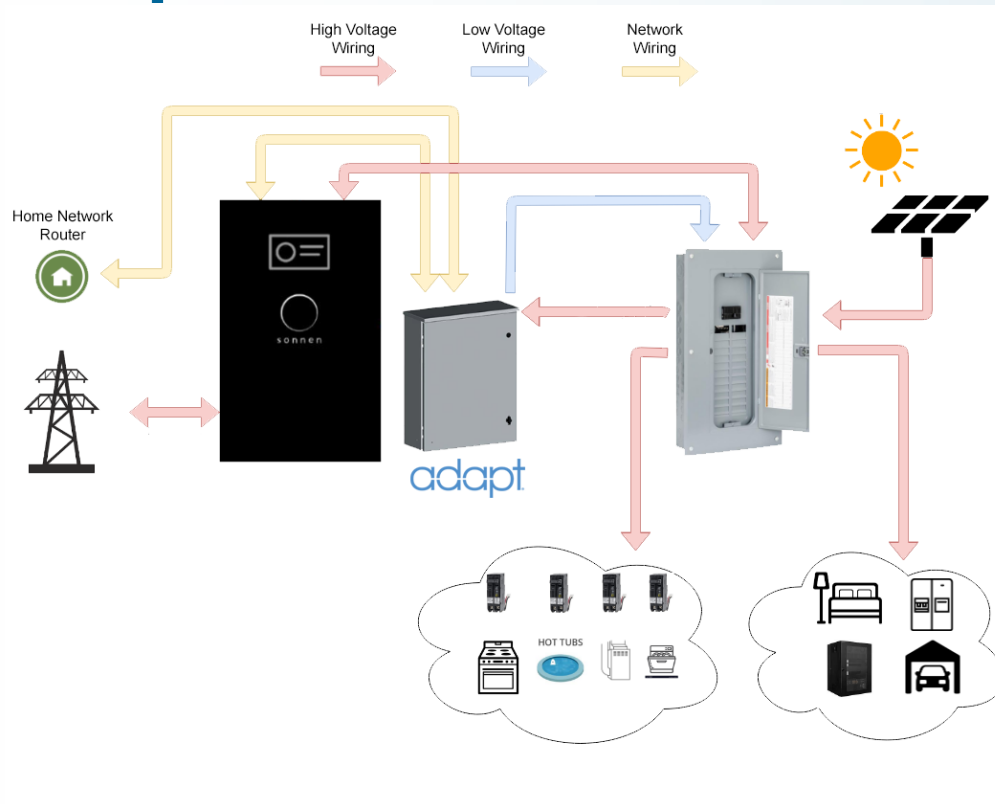 High Voltage
Wiring
Low Voltage
Wiring
Network
Wiring
Home Network
Router
sonnen
adapt
HOT TUBS